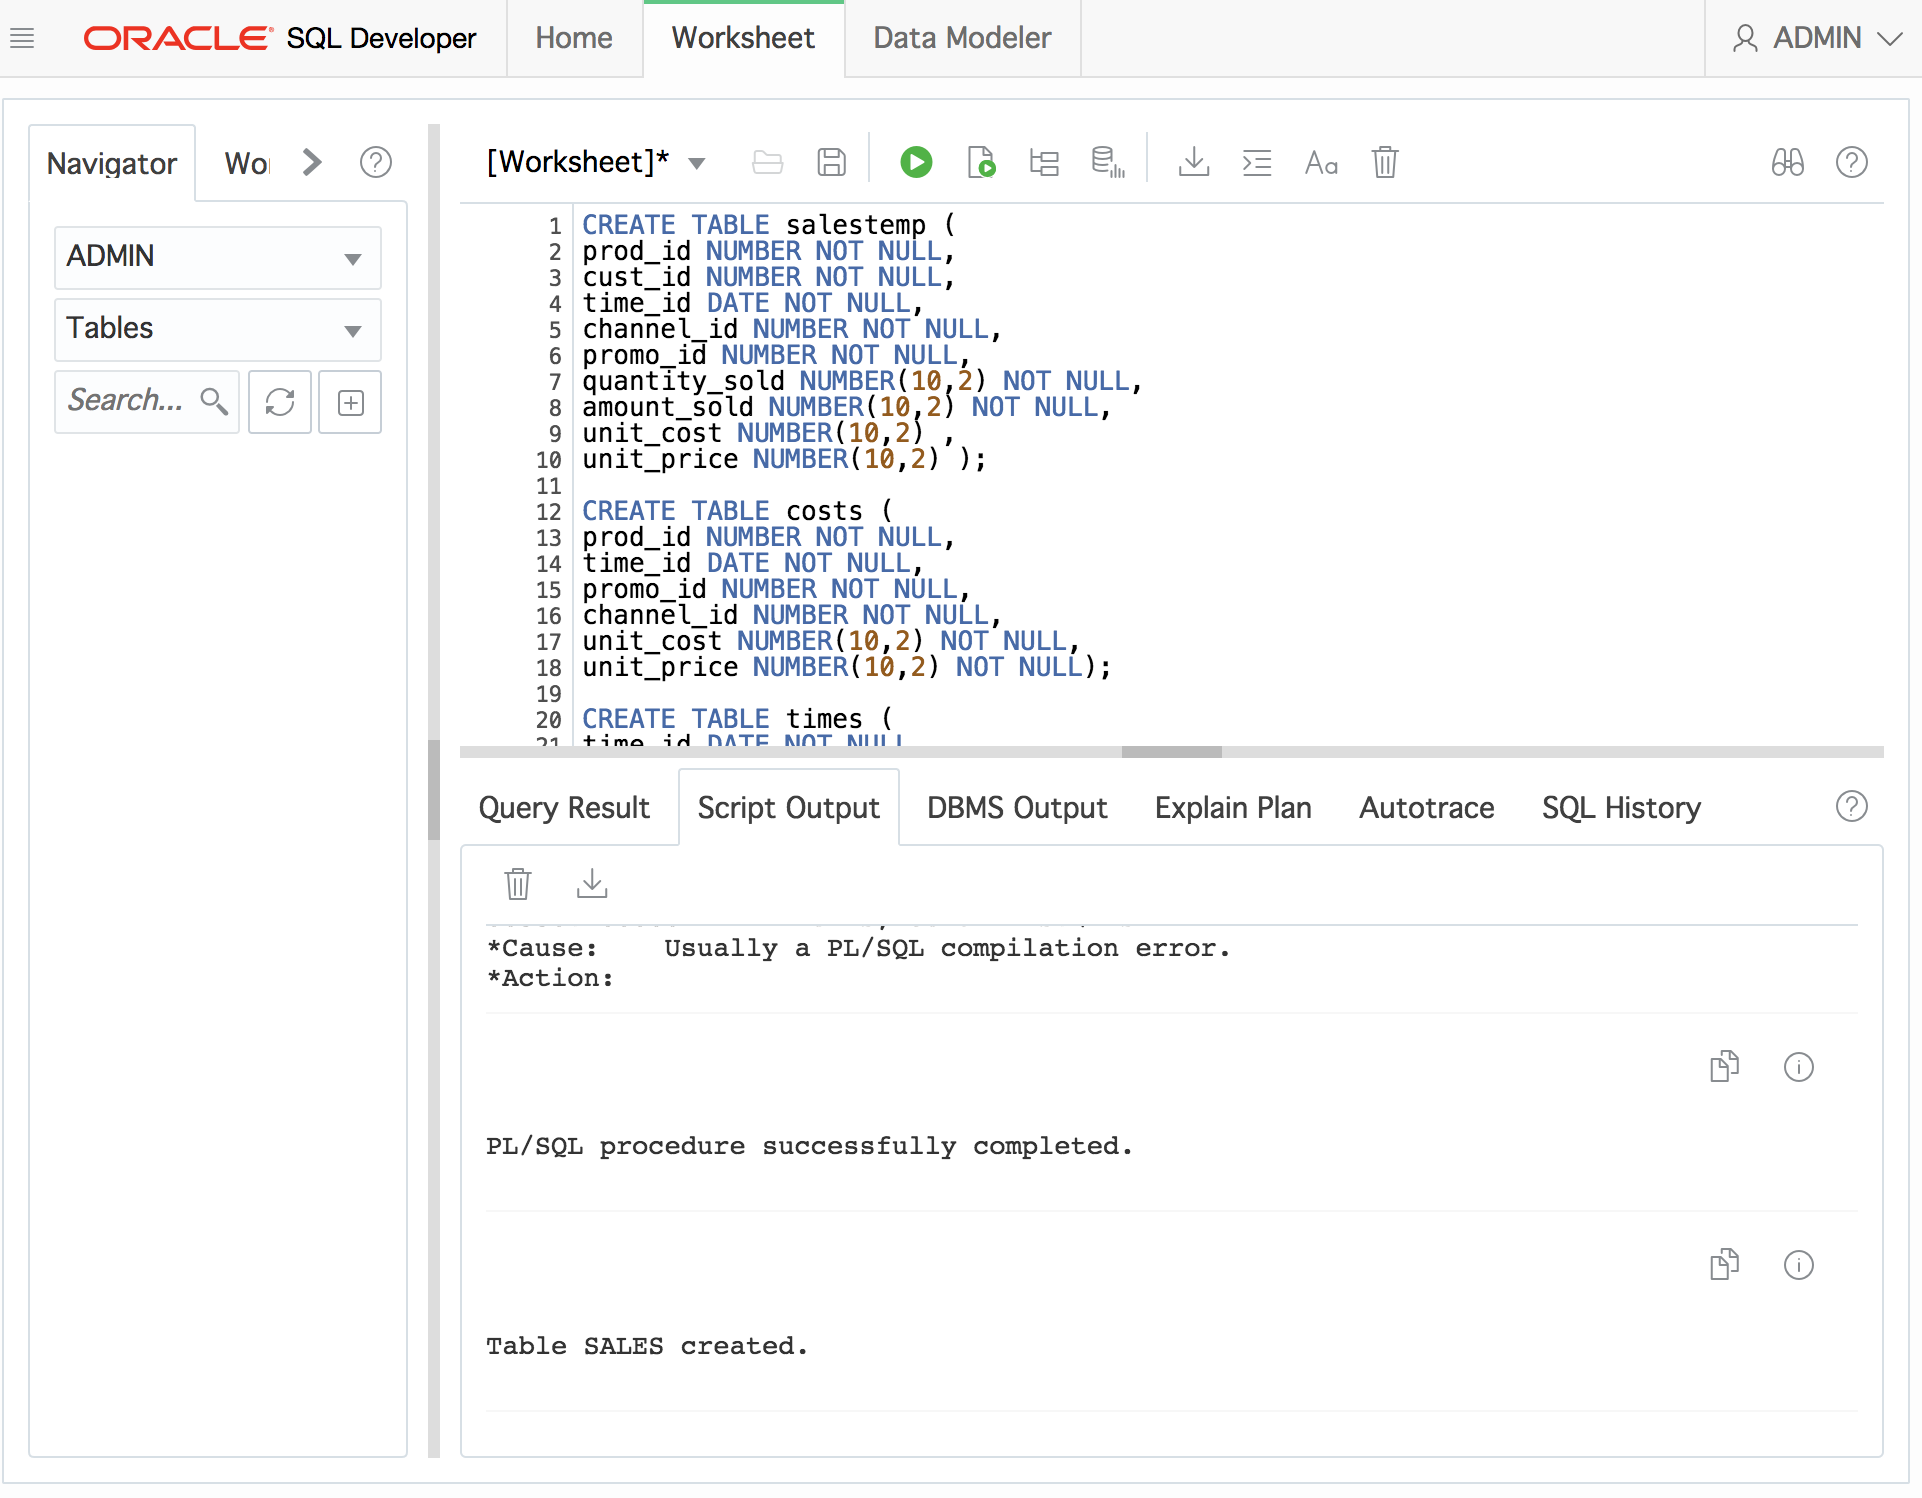 ORACLE SQL Developer
Home
Worksheet
Data Modeler
ADMIN
Navigator
Wor
ADMIN
Tables
Search...
[Worksheet]*
Aa
1 CREATE TABLE salestemp (
2 prod_id NUMBER NOT NULL,
3 cust_id NUMBER NOT NULL,
4 time_id DATE NOT NULL,
5 channel_id NUMBER NOT NULL,
6 promo_id NUMBER NOT NULL,
7 quantity_sold NUMBER(10,2) NOT NULL,
8 amount_sold NUMBER(10,2) NOT NULL,
9 unit_cost NUMBER(10,2) ,
10 unit_price NUMBER(10,2) );
11
12 CREATE TABLE costs (
13 prod_id NUMBER NOT NULL,
14 time_id DATE NOT NULL,
15 promo_id NUMBER NOT NULL,
16 channel_id NUMBER NOT NULL,
17 unit_cost NUMBER(10,2) NOT NULL,
18 unit_price NUMBER(10,2) NOT NULL);
19
20 CREATE TABLE times (
21 time_id DATE NOT NULL
Query Result
Script Output
DBMS Output
Explain Plan
Autotrace
SQL History
*Cause: Usually a PL/SQL compilation error.
*Action:
PL/SQL procedure successfully completed.
Table SALES created.